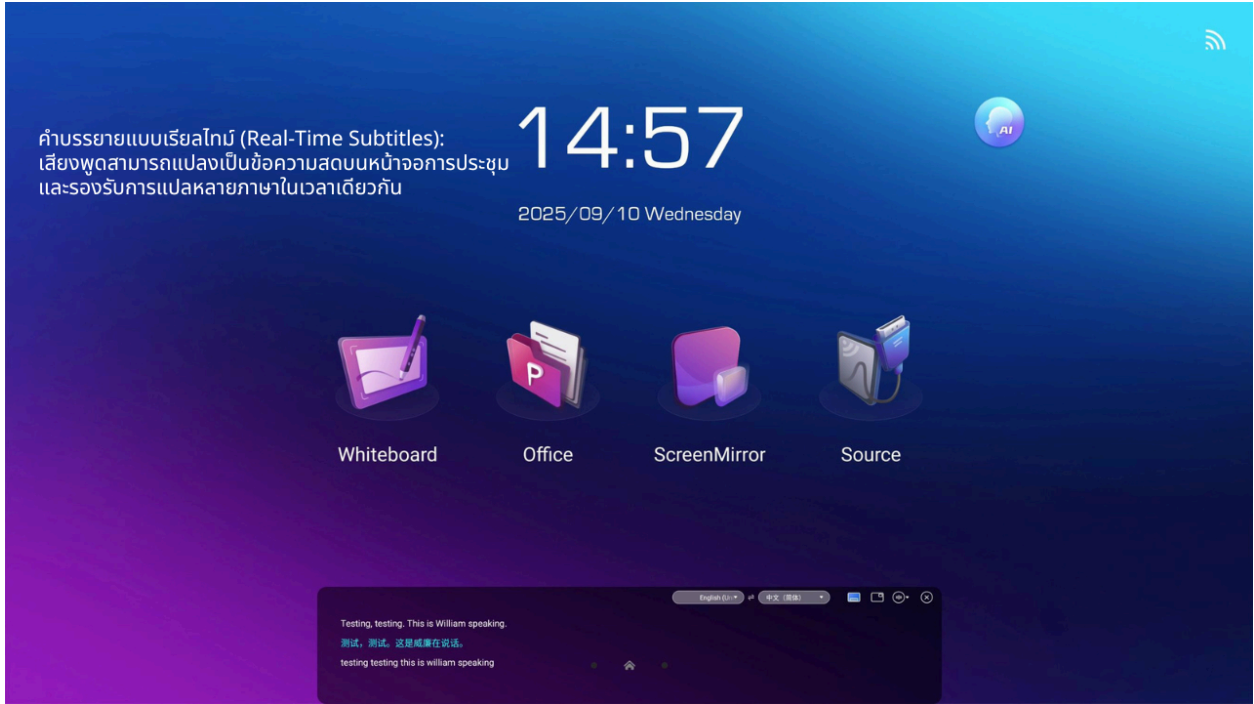 คำบรรยายแบบเรียลไทม์ (Real-Time Subtitles):
เสียงพูดสามารถแปลงเป็นข้อความสดบนหน้าจอการประชุม
และรองรับการแปลหลายภาษาในเวลาเดียวกัน
14:57
2025/09/10 Wednesday
AI
P
Whiteboard
Office
ScreenMirror
Source
English (Un
中文 (简体)
Testing, testing. This is William speaking.
测试，测试。这是威廉在说话。
testing testing this is william speaking